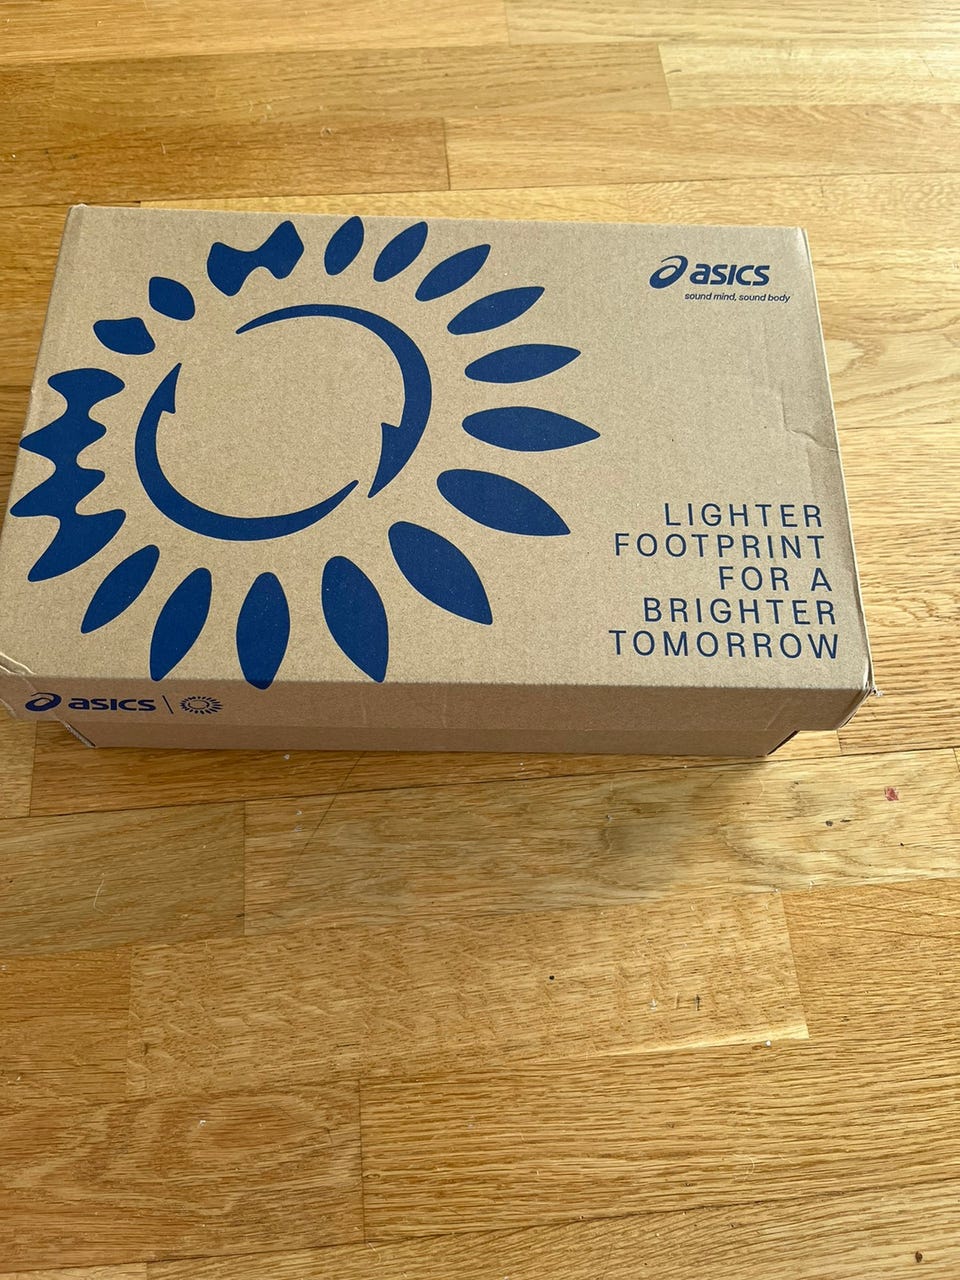 asics
sound mind, sound body
LIGHTER
FOOTPRINT
FOR A
BRIGHTER
TOMORROW
asics